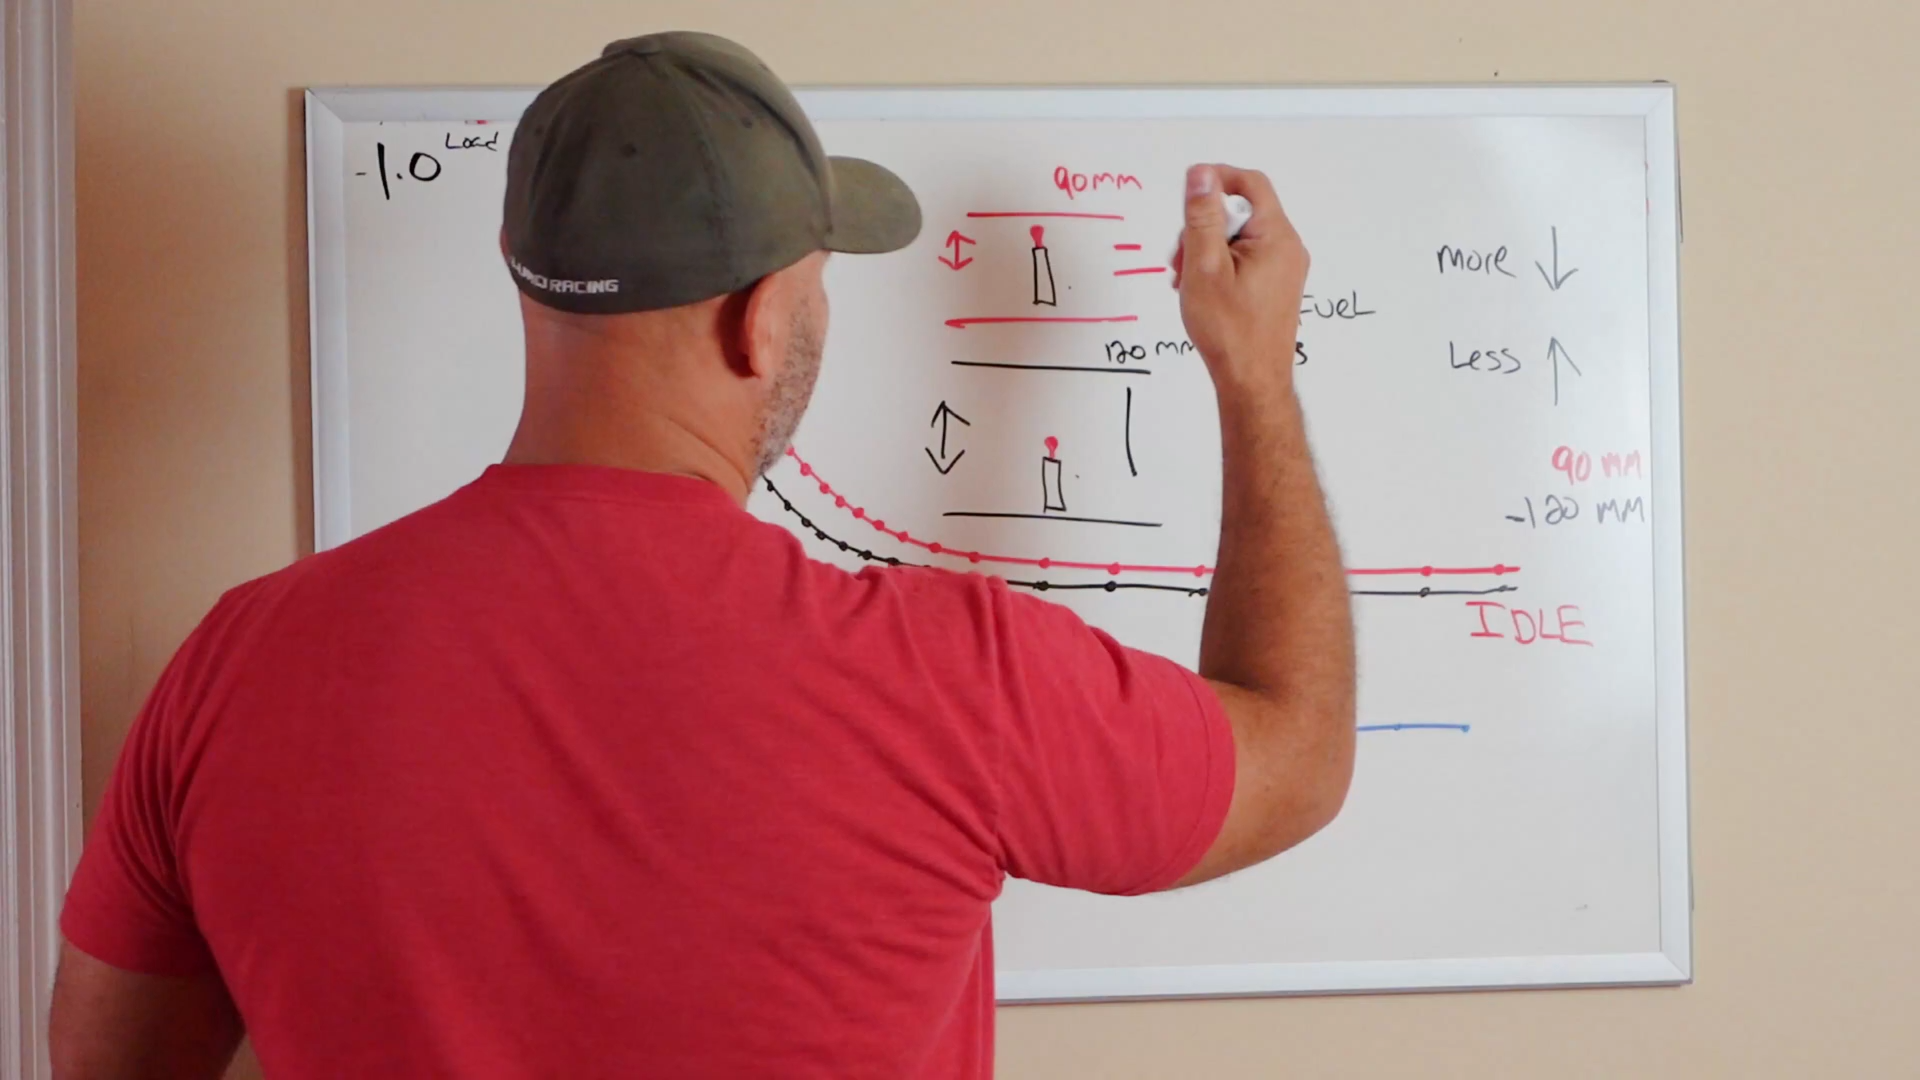 -1.0 Load
90mm
more
FUEL
120 mm
Less
90 mm
-120 mm
IDLE
RACING